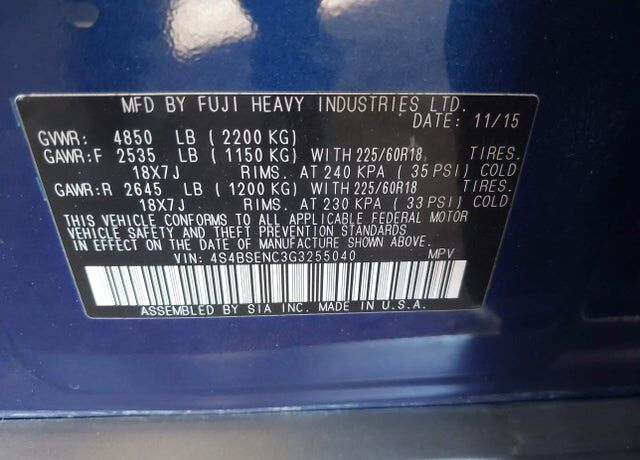 MFD BY FUJI HEAVY INDUSTRIES LTD.
DATE: 11/15
GVWR: 4850 LB ( 2200 KG)
GAWR:F 2535 LB ( 1150 KG) WITH 225/60R18 TIRES.
18X7J RIMS. AT 240 KPA ( 35 PSI) COLD
GAWR:R 2645 LB ( 1200 KG) WITH 225/60R18 TIRES.
18X7J RIMS. AT 230 KPA ( 33 PSI) COLD
THIS VEHICLE CONFORMS TO ALL APPLICABLE FEDERAL MOTOR
VEHICLE SAFETY AND THEFT PREVENTION STANDARDS
IN EFFECT ON THE DATE OF MANUFACTURE SHOWN ABOVE.
VIN: 4S4BSENC3G3255040 MPV
ASSEMBLED BY SIA INC. MADE IN U.S.A.